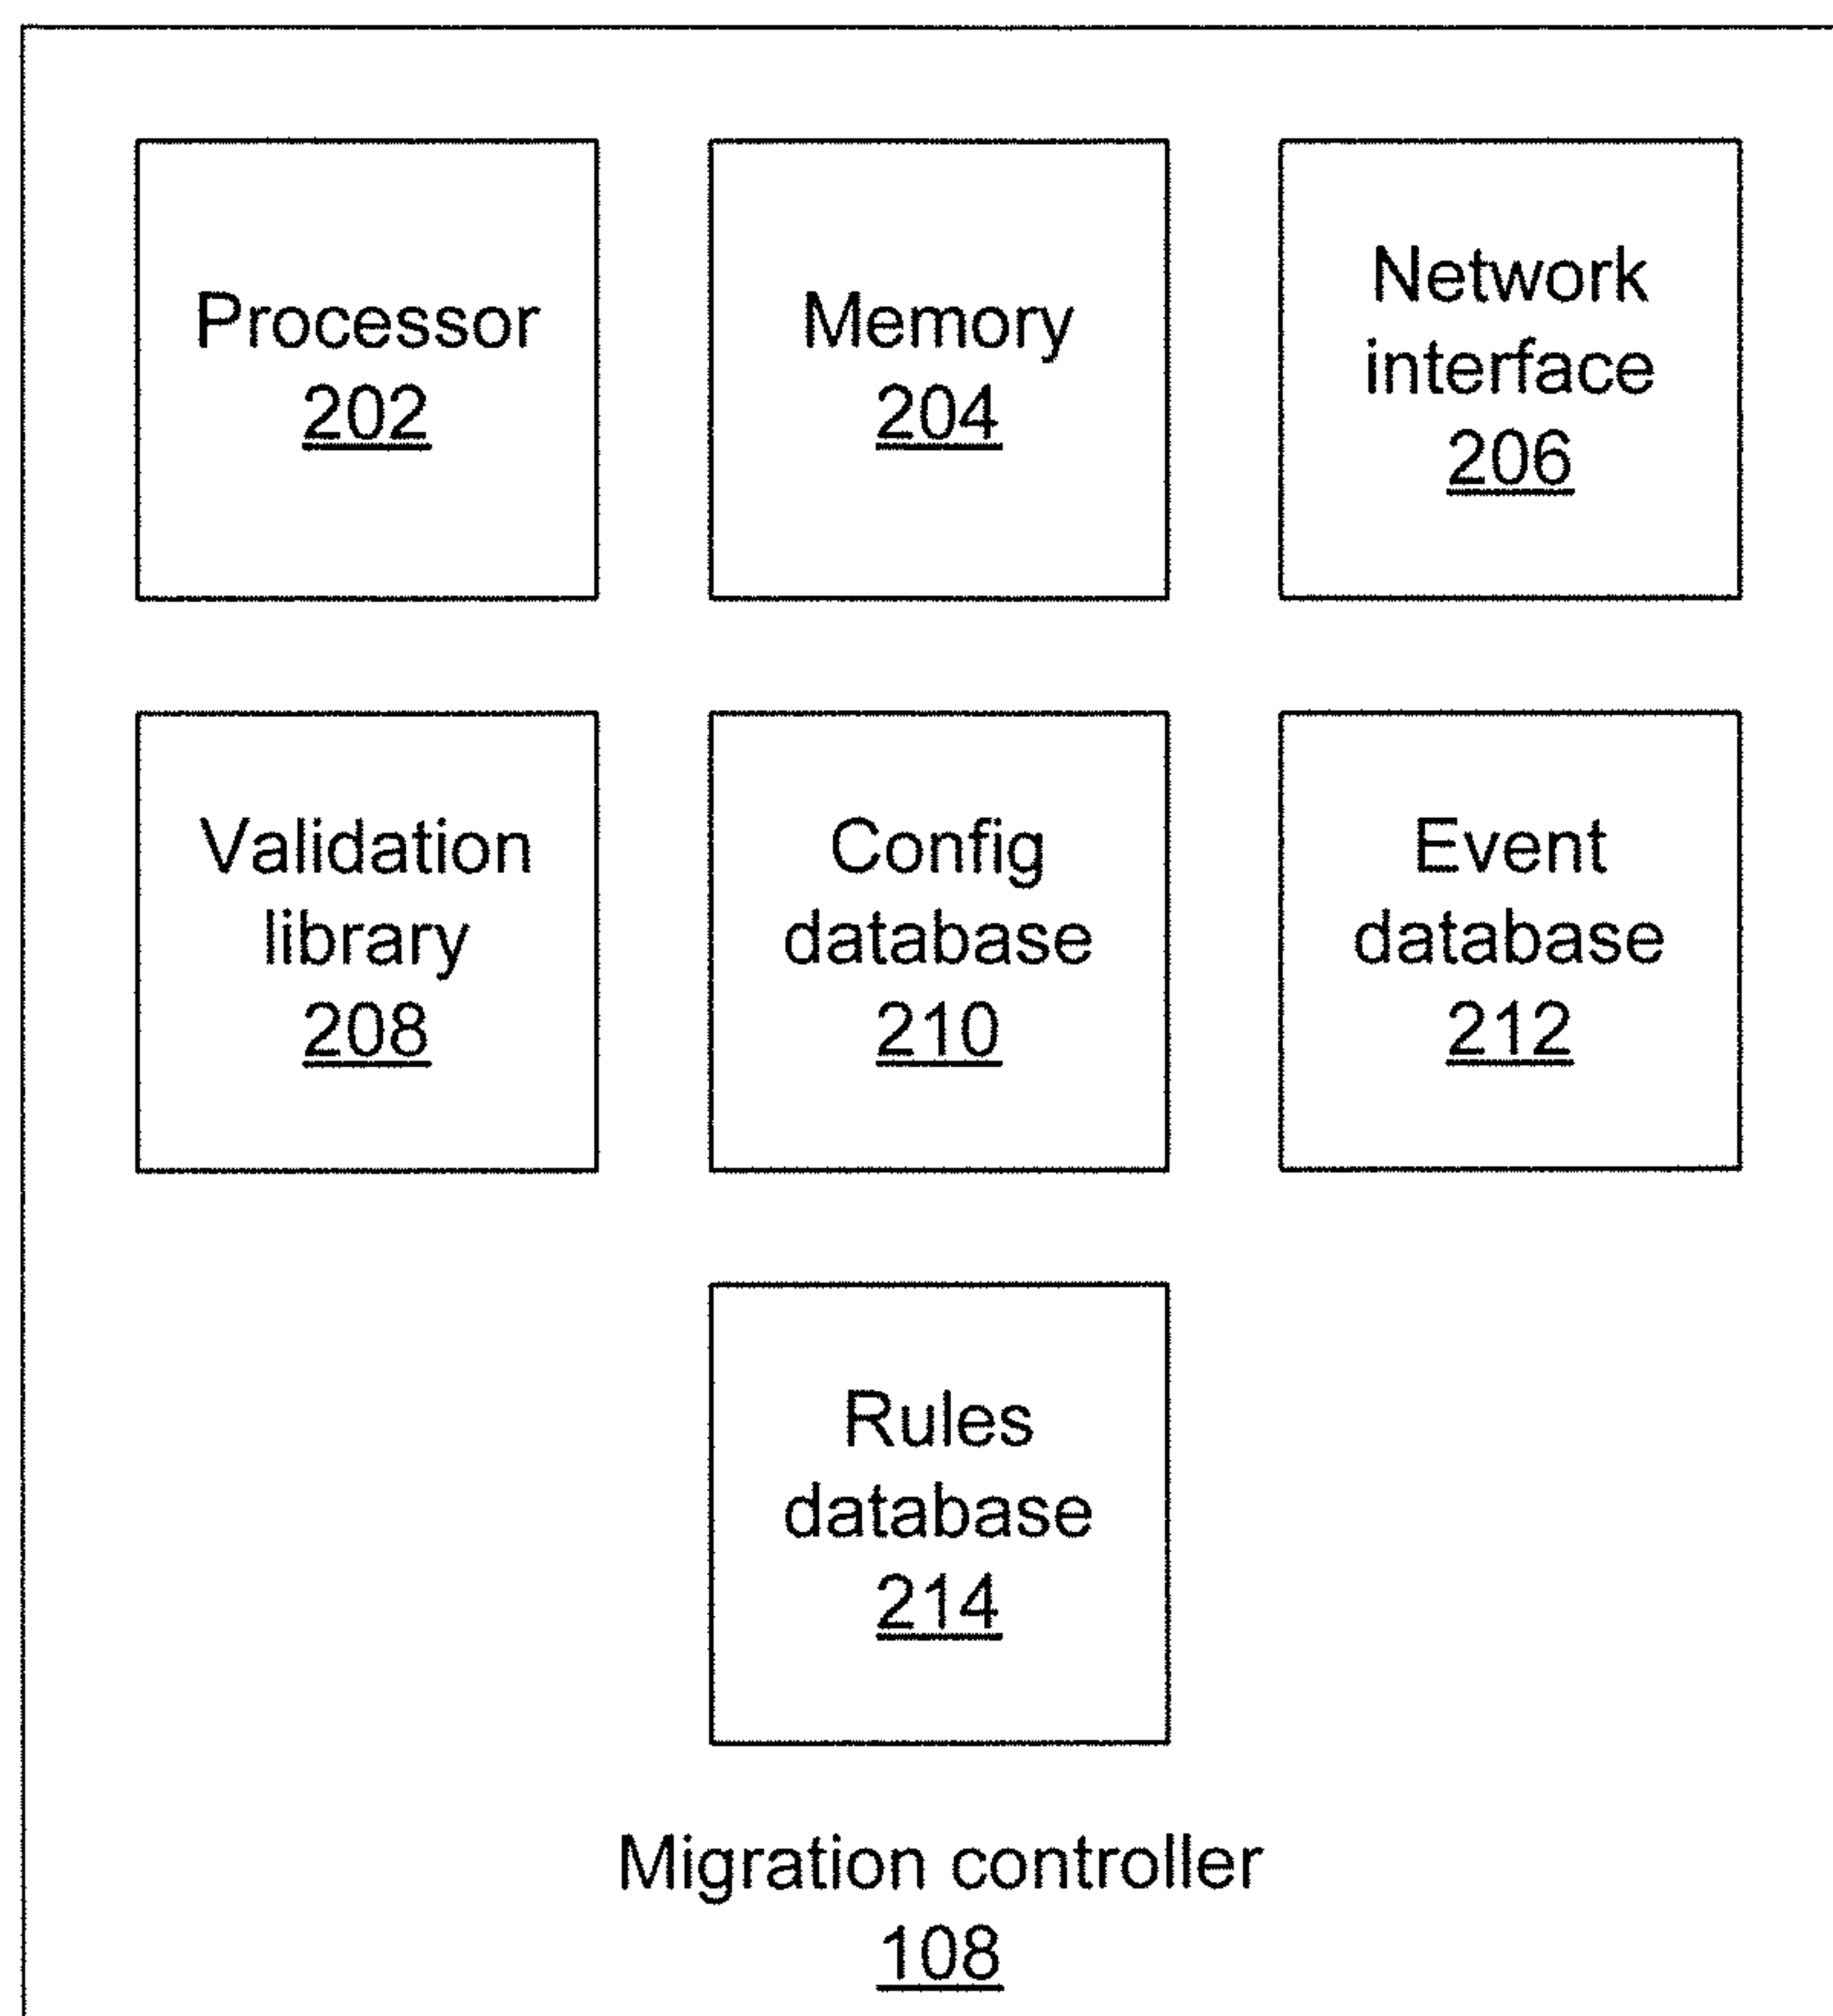 Processor
202
Memory
204
Network
interface
206
Validation
library
208
Config
database
210
Event
database
212
Rules
database
214
Migration controller
108